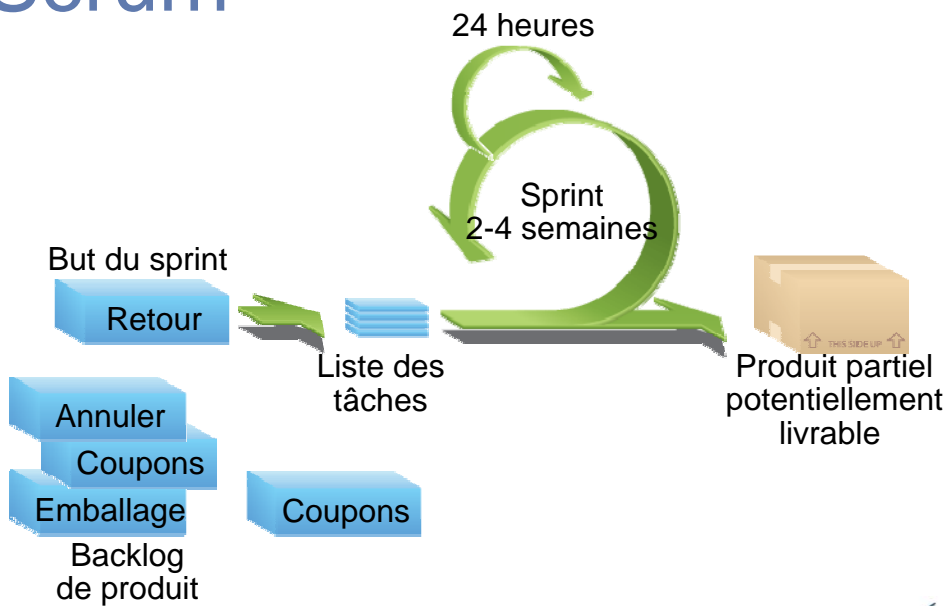 Scrum
24 heures
Sprint
2-4 semaines
But du sprint
Retour
Liste des
tâches
THIS SIDE UP
Produit partiel
potentiellement
livrable
Annuler
Coupons
Emballage
Coupons
Backlog
de produit